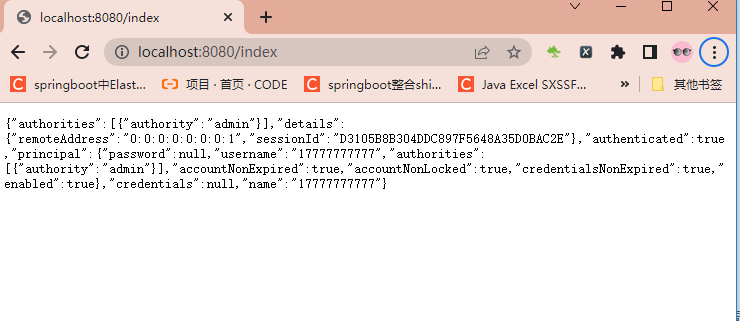 localhost:8080/index
localhost:8080/index
springboot中Elast... 项目 · 首页 · CODE springboot整合shi... Java Excel SXSSF... » 其他书签
{"authorities":[{"authority":"admin"}],"details":
{"remoteAddress":"0:0:0:0:0:0:0:1","sessionId":"D3105B8B304DDC897F5648A35D0BAC2E"},"authenticated":true
,"principal":{"password":null,"username":"17777777777","authorities":
[{"authority":"admin"}],"accountNonExpired":true,"accountNonLocked":true,"credentialsNonExpired":true,"
enabled":true},"credentials":null,"name":"17777777777"}